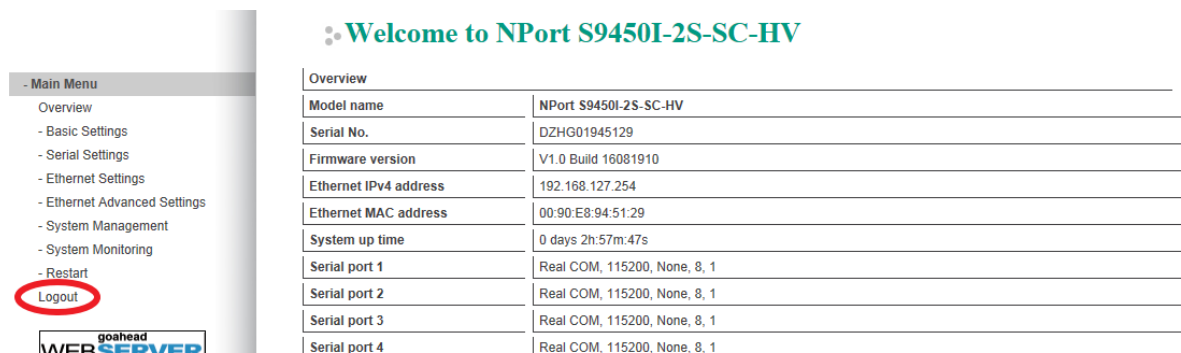 Welcome to NPort S9450I-2S-SC-HV
- Main Menu
Overview
- Basic Settings
- Serial Settings
- Ethernet Settings
- Ethernet Advanced Settings
- System Management
- System Monitoring
- Restart
Logout
goahead
WEBSERVER
Overview
Model name NPort S9450I-2S-SC-HV
Serial No. DZHG01945129
Firmware version V1.0 Build 16081910
Ethernet IPv4 address 192.168.127.254
Ethernet MAC address 00:90:E8:94:51:29
System up time 0 days 2h:57m:47s
Serial port 1 Real COM, 115200, None, 8, 1
Serial port 2 Real COM, 115200, None, 8, 1
Serial port 3 Real COM, 115200, None, 8, 1
Serial port 4 Real COM, 115200, None, 8, 1